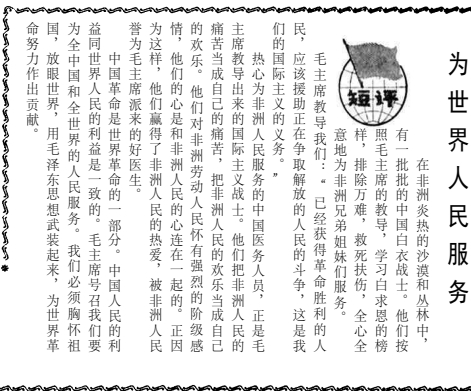 为世界人民服务
短评
在非洲炎热的沙漠和丛林中，
有一批批的中国白衣战士。他们按
照毛主席的教导，学习白求恩的榜
样，排除万难，救死扶伤，全心全
意地为非洲兄弟姐妹们服务。
毛主席教导我们：“已经获得革命胜利的人
民，应该援助正在争取解放的人民的斗争，这是我
们的国际主义的义务。”
热心为非洲人民服务的中国医务人员，正是毛
主席教导出来的国际主义战士。他们把非洲人民的
痛苦当成自己的痛苦，把非洲人民的欢乐当成自己
的欢乐。他们对非洲劳动人民怀有强烈的阶级感
情，他们的心是和非洲人民的心连在一起的。正因
为这样，他们赢得了非洲人民的热爱，被非洲人民
誉为毛主席派来的好医生。
中国革命是世界革命的一部分。中国人民的利
益同世界人民的利益是一致的。毛主席号召我们要
为全中国和全世界的人民服务。我们必须胸怀祖
国，放眼世界，用毛泽东思想武装起来，为世界革
命努力作出贡献。